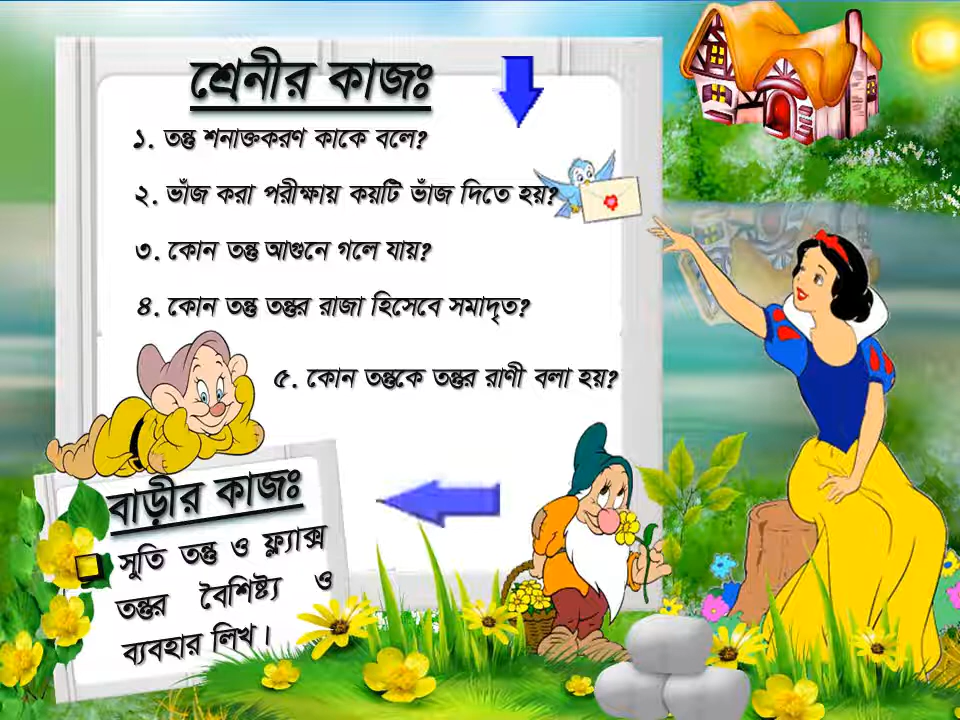 শ্রেনীর কাজঃ
১. তন্তু শনাক্তকরণ কাকে বলে?
২. ভাঁজ করা পরীক্ষায় কয়টি ভাঁজ দিতে হয়?
৩. কোন তন্তু আগুনে গলে যায়?
৪. কোন তন্তু তন্তুর রাজা হিসেবে সমাদৃত?
৫. কোন তন্তুকে তন্তুর রাণী বলা হয়?
বাড়ীর কাজঃ
সুতি তন্তু ও ফ্ল্যাক্স
তন্তুর বৈশিষ্ট্য ও
ব্যবহার লিখ।